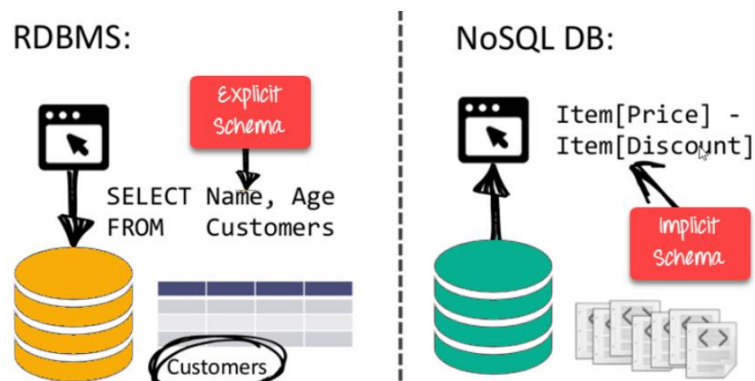 RDBMS:
Explicit
Schema
SELECT Name, Age
FROM Customers
Customers
NoSQL DB:
Item[Price] -
Item[Discount]
Implicit
Schema